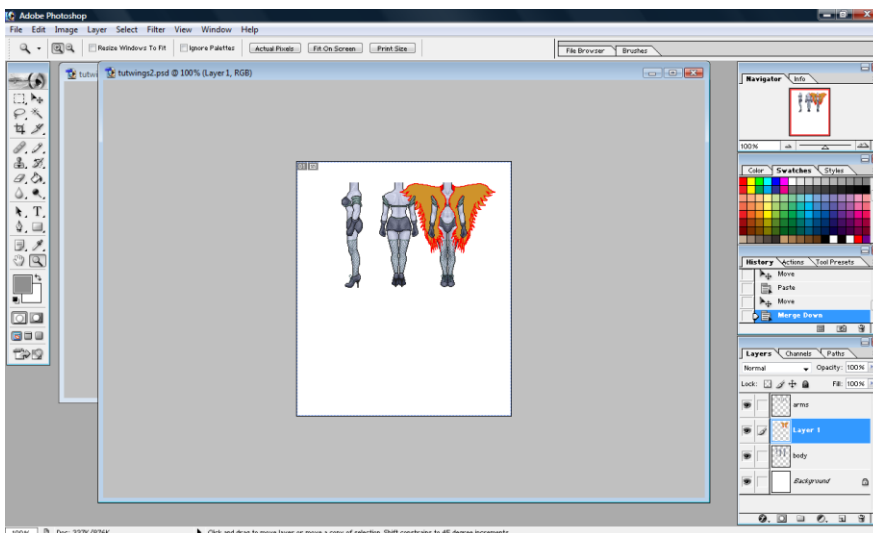 Adobe Photoshop
File Edit Image Layer Select Filter View Window Help
Resize Windows To Fit Ignore Palettes Actual Pixels Fit On Screen Print Size File Browser Brushes
tutwings2.psd @ 100% (Layer 1, RGB)
Navigator Info
100%
Color Swatches Styles
History Actions Tool Presets
Move
Paste
Move
Merge Down
Layers Channels Paths
Normal Opacity: 100%
Lock: Fill: 100%
arms
Layer 1
body
Background
Click and drag to move layer or move a copy of selection. Shift constrains to 45 degree increments.